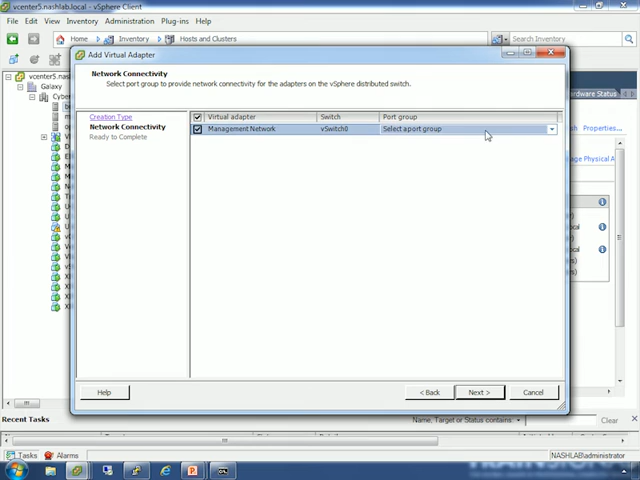 vcenter5.nashlab.local - vSphere Client
File Edit View Inventory Administration Plug-ins Help
Home Inventory Hosts and Clusters
Search Inventory
vcenter5.nas
Galaxy
Cyber
Add Virtual Adapter
Network Connectivity
Select port group to provide network connectivity for the adapters on the vSphere distributed switch.
Creation Type
Network Connectivity
Ready to Complete
Virtual adapter Switch Port group
Management Network vSwitch0 Select a port group
Hardware Status
Properties...
Help < Back Next > Cancel
Recent Tasks
Name, Target or Status contains:
Clear
Tasks Alarms
NASHLAB\administrator